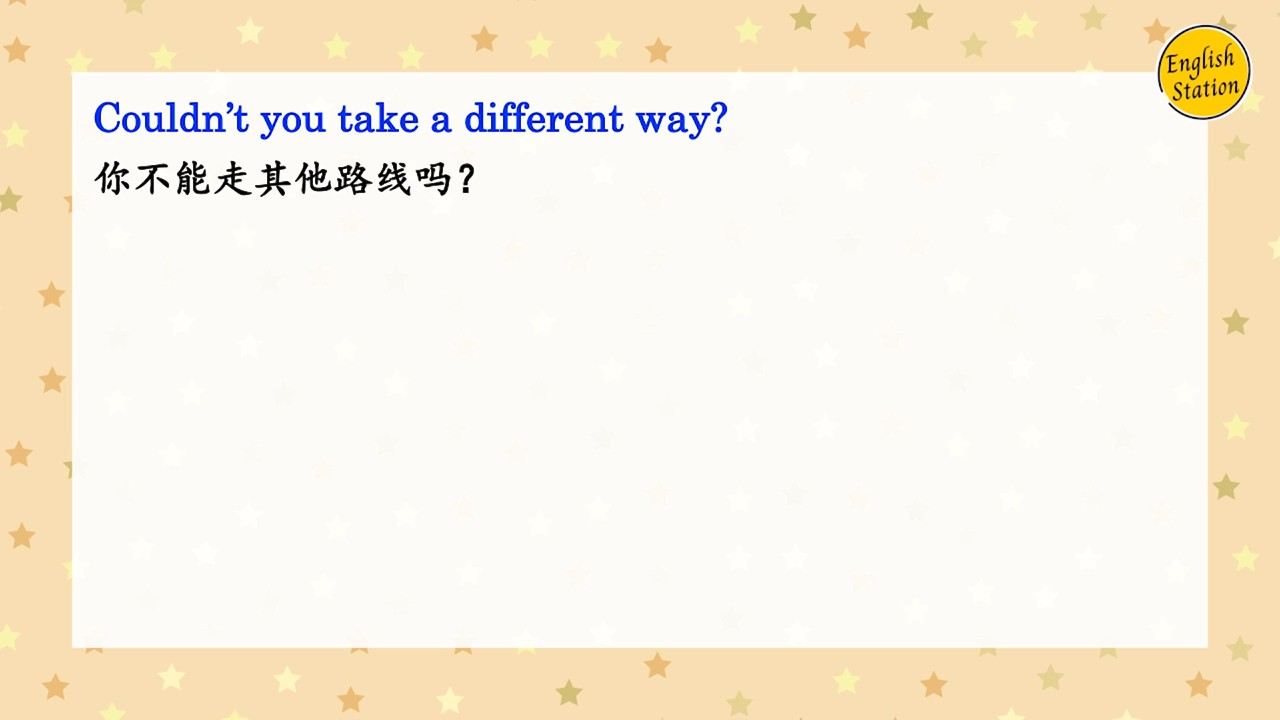 English
Station
Couldn’t you take a different way?
你不能走其他路线吗？